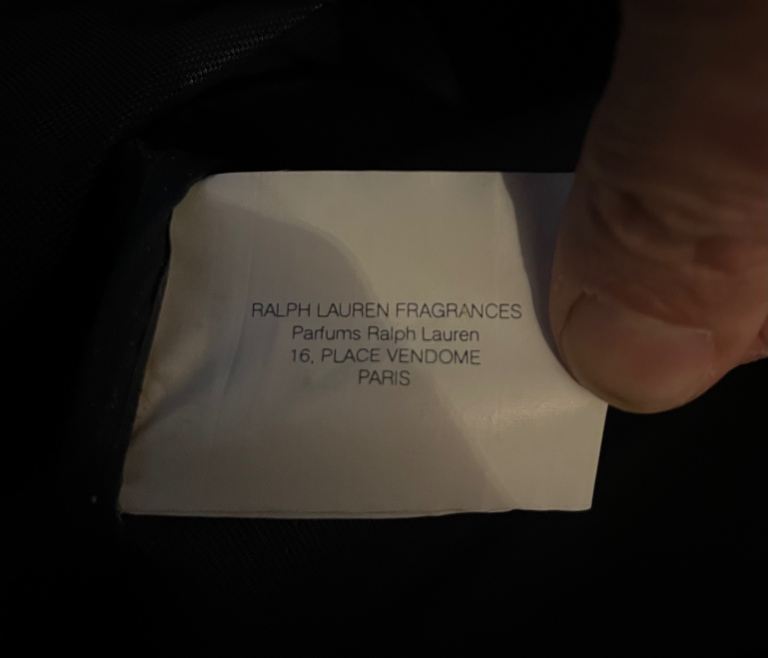 RALPH LAUREN FRAGRANCES
Parfums Ralph Lauren
16, PLACE VENDOME
PARIS